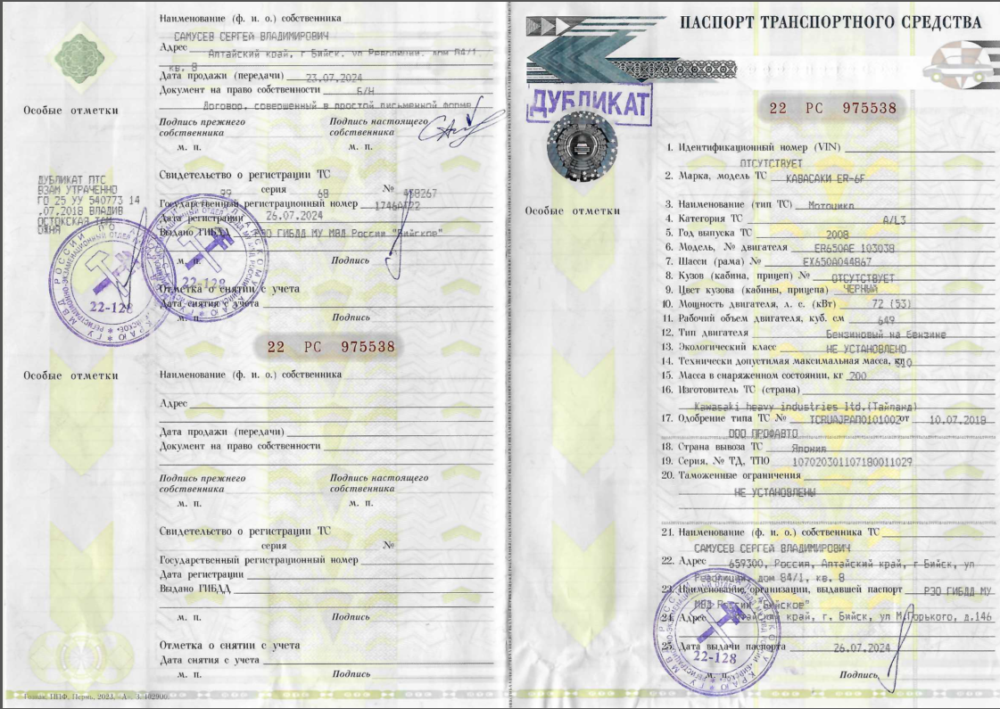 Наименование (ф. и. о.) собственника
САМУСЕВ СЕРГЕЙ ВЛАДИМИРОВИЧ
Адрес Алтайский край, г Бийск, ул Революции, дом 84/1,
кв. 8
Дата продажи (передачи) 23.07.2024
Документ на право собственности Б/Н
Договор, совершенный в простой письменной форме
Особые отметки
Подпись прежнего собственника
Подпись настоящего собственника
м. п.
м. п.
ДУБЛИКАТ ПТС
ВЗАМ УТРАЧЕННО
ГО 25 УУ 540773 14
.07.2018 ВЛАДИВ
ОСТОКСКАЯ ТАМ
ОЖНЯ
Свидетельство о регистрации ТС
99 серия 68 № 468267
Государственный регистрационный номер 1746АТ22
Дата регистрации 26.07.2024
Выдано ГИБДД РЭО ГИБДД МУ МВД России "Бийское"
м. п. Подпись
22-128
22-128
Отметка о снятии с учета
Дата снятия с учета
м. п. Подпись
22 РС 975538
Особые отметки
Наименование (ф. и. о.) собственника
Адрес
Дата продажи (передачи)
Документ на право собственности
Подпись прежнего собственника
Подпись настоящего собственника
м. п.
м. п.
Свидетельство о регистрации ТС
серия №
Государственный регистрационный номер
Дата регистрации
Выдано ГИБДД
м. п. Подпись
Отметка о снятии с учета
Дата снятия с учета
м. п. Подпись
Гознак, ППФ, Пермь, 2023, «А». З. 102900.
ПАСПОРТ ТРАНСПОРТНОГО СРЕДСТВА
ДУБЛИКАТ
22 РС 975538
Особые отметки
1. Идентификационный номер (VIN)
ОТСУТСТВУЕТ
2. Марка, модель ТС КАВАСАКИ ER-6F
3. Наименование (тип ТС) Мотоцикл
4. Категория ТС A/L3
5. Год выпуска ТС 2008
6. Модель, № двигателя ER650AE 103038
7. Шасси (рама) № EX650A044867
8. Кузов (кабина, прицеп) № ОТСУТСТВУЕТ
9. Цвет кузова (кабины, прицепа) ЧЕРНЫЙ
10. Мощность двигателя, л. с. (кВт) 72 (53)
11. Рабочий объем двигателя, куб. см 649
12. Тип двигателя Бензиновый на бензине
13. Экологический класс НЕ УСТАНОВЛЕНО
14. Технически допустимая максимальная масса, кг
15. Масса в снаряженном состоянии, кг 200
16. Изготовитель ТС (страна)
Kawasaki heavy industries ltd.(Тайланд)
17. Одобрение типа ТС № от 10.07.2018
ООО ПРОФАВТО
18. Страна вывоза ТС Япония
19. Серия, № ТД, ТПО 107020301107180011029
20. Таможенные ограничения
НЕ УСТАНОВЛЕНЫ
21. Наименование (ф. и. о.) собственника ТС
САМУСЕВ СЕРГЕЙ ВЛАДИМИРОВИЧ
22. Адрес 659300, Россия, Алтайский край, г Бийск, ул
Революции, дом 84/1, кв. 8
23. Наименование организации, выдавшей паспорт РЭО ГИБДД МУ
МВД России "Бийское"
24. Адрес Алтайский край, г. Бийск, ул М.Горького, д.146
25. Дата выдачи паспорта 26.07.2024
22-128
м. п. Подпись